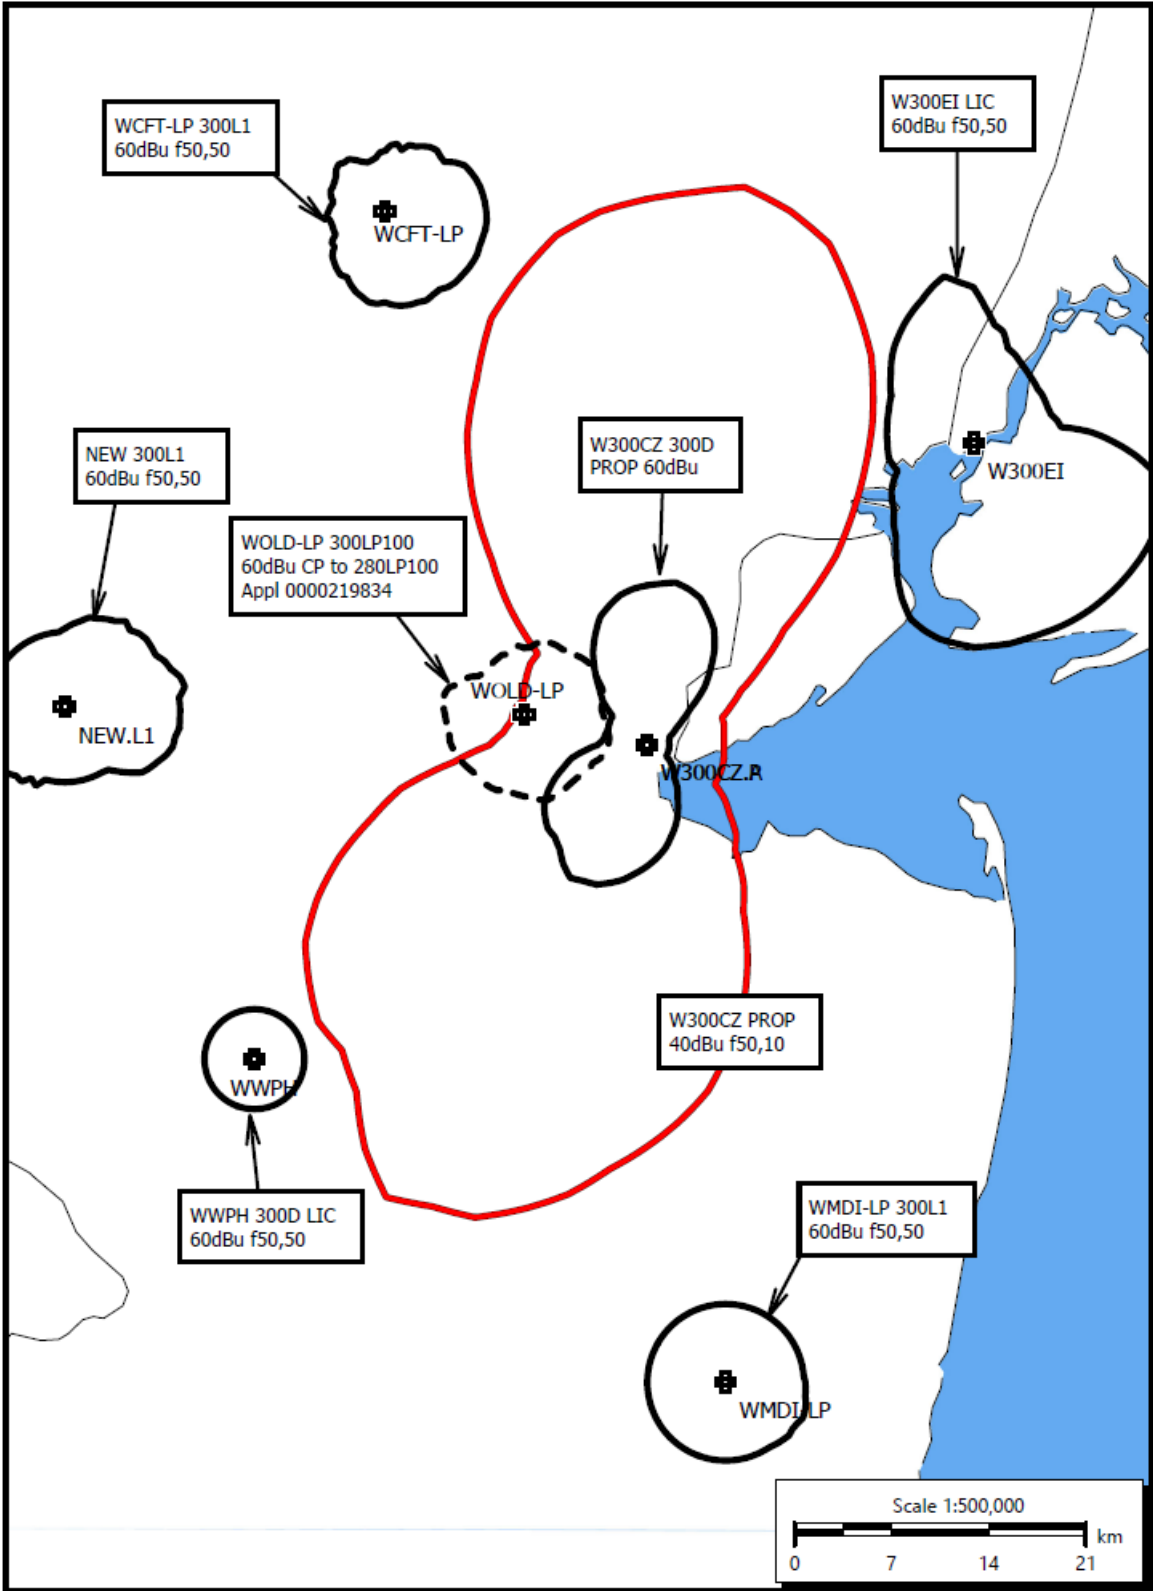 W300EI LIC
60dBu f50,50
WCFT-LP 300L1
60dBu f50,50
WCFT-LP
W300CZ 300D
PROP 60dBu
NEW 300L1
60dBu f50,50
W300EI
WOLD-LP 300LP100
60dBu CP to 280LP100
Appl 0000219834
WOLD-LP
NEW.L1
W300CZ.
W300CZ PROP
40dBu f50,10
WWPH
WWPH 300D LIC
60dBu f50,50
WMDI-LP 300L1
60dBu f50,50
WMDI-LP
Scale 1:500,000
km
0 7 14 21